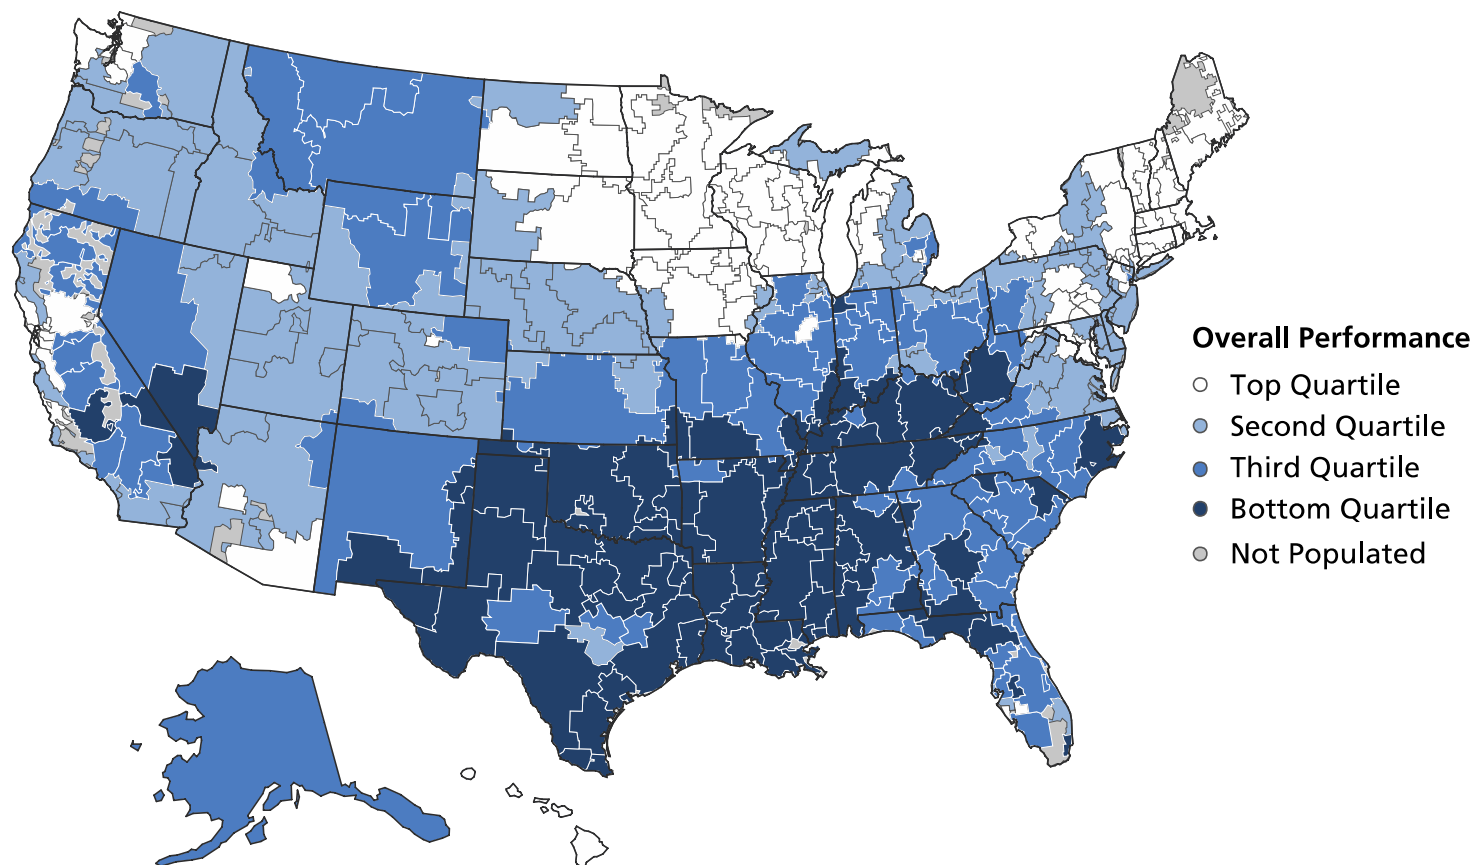 Overall Performance
Top Quartile
Second Quartile
Third Quartile
Bottom Quartile
Not Populated